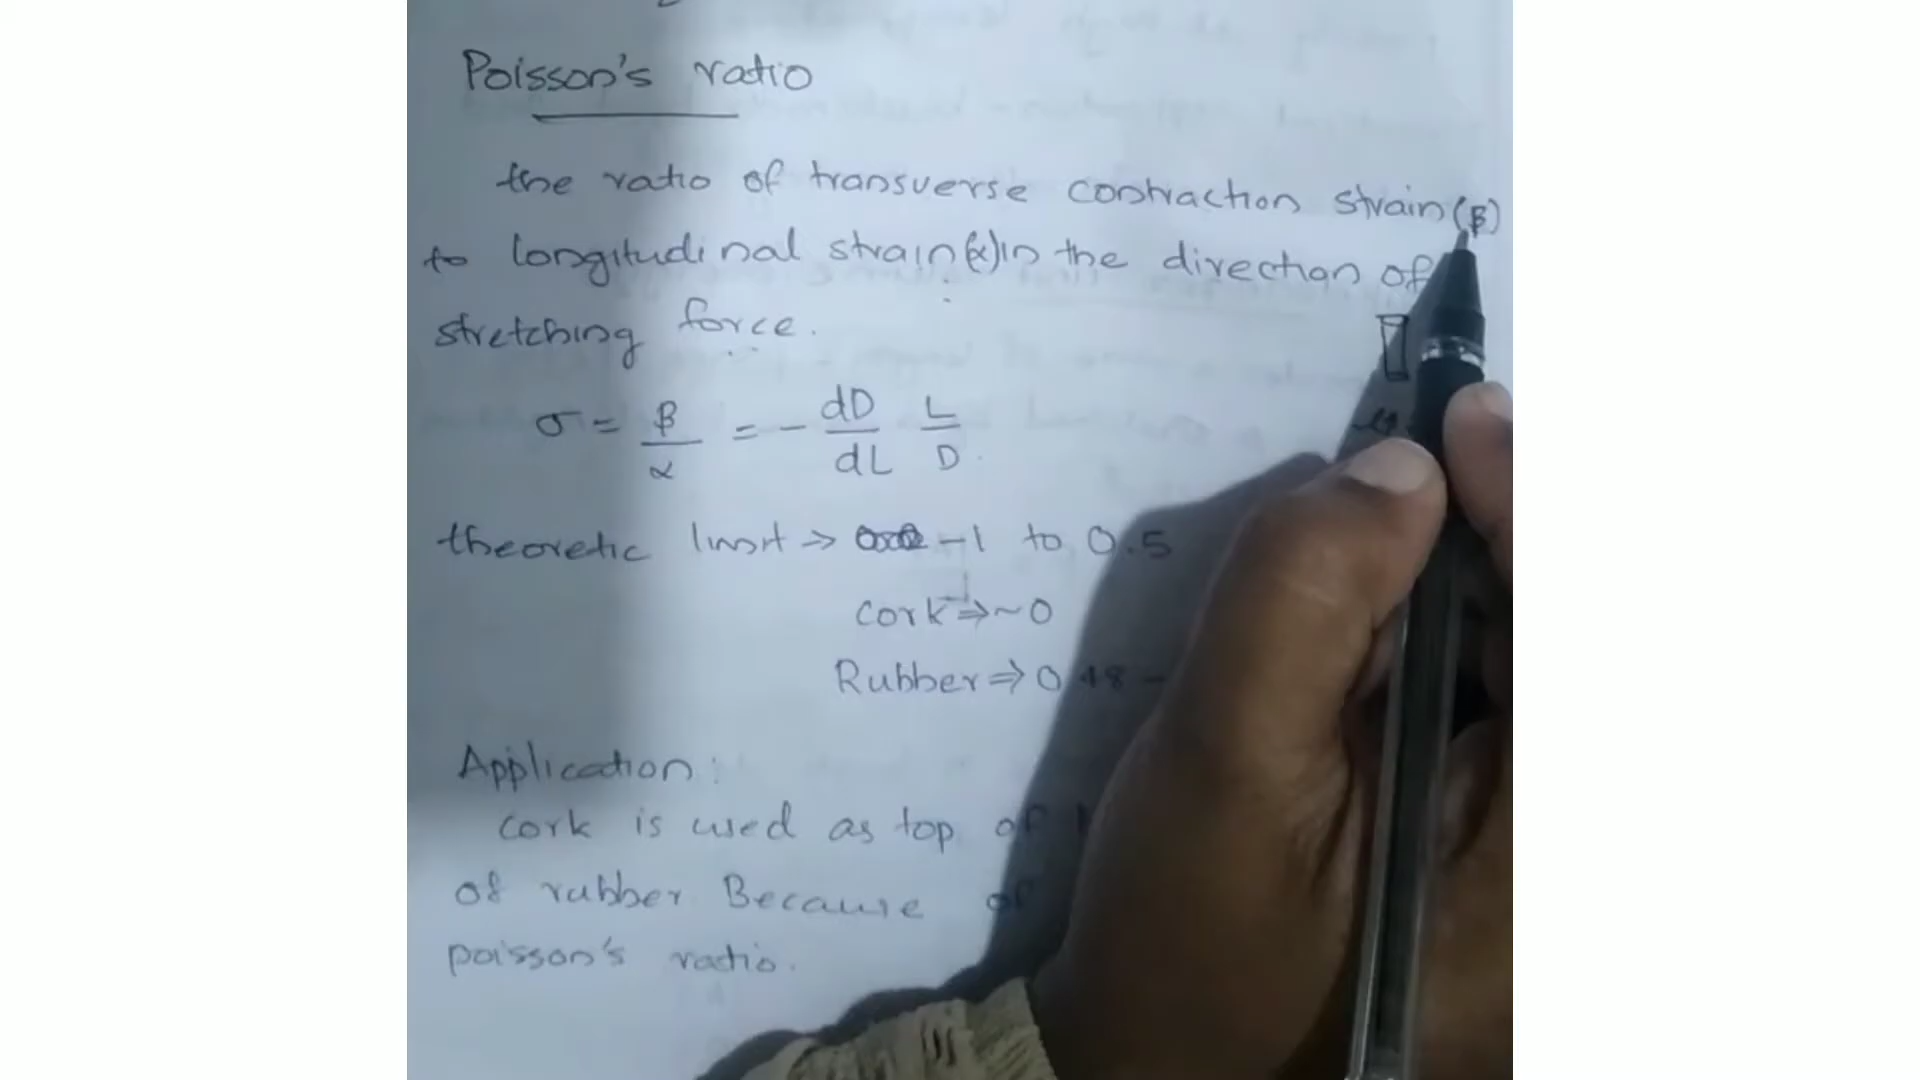 Poisson's ratio
the ratio of transverse contraction strain (β)
to longitudinal strain (α) in the direction of
stretching force.
σ = β/α = - dD/dL L/D
theoretic limit → -1 to 0.5
cork ⇒ ~0
Rubber ⇒ 0.48 -
Application:
cork is used as top of
of rubber Because of
poisson's ratio.